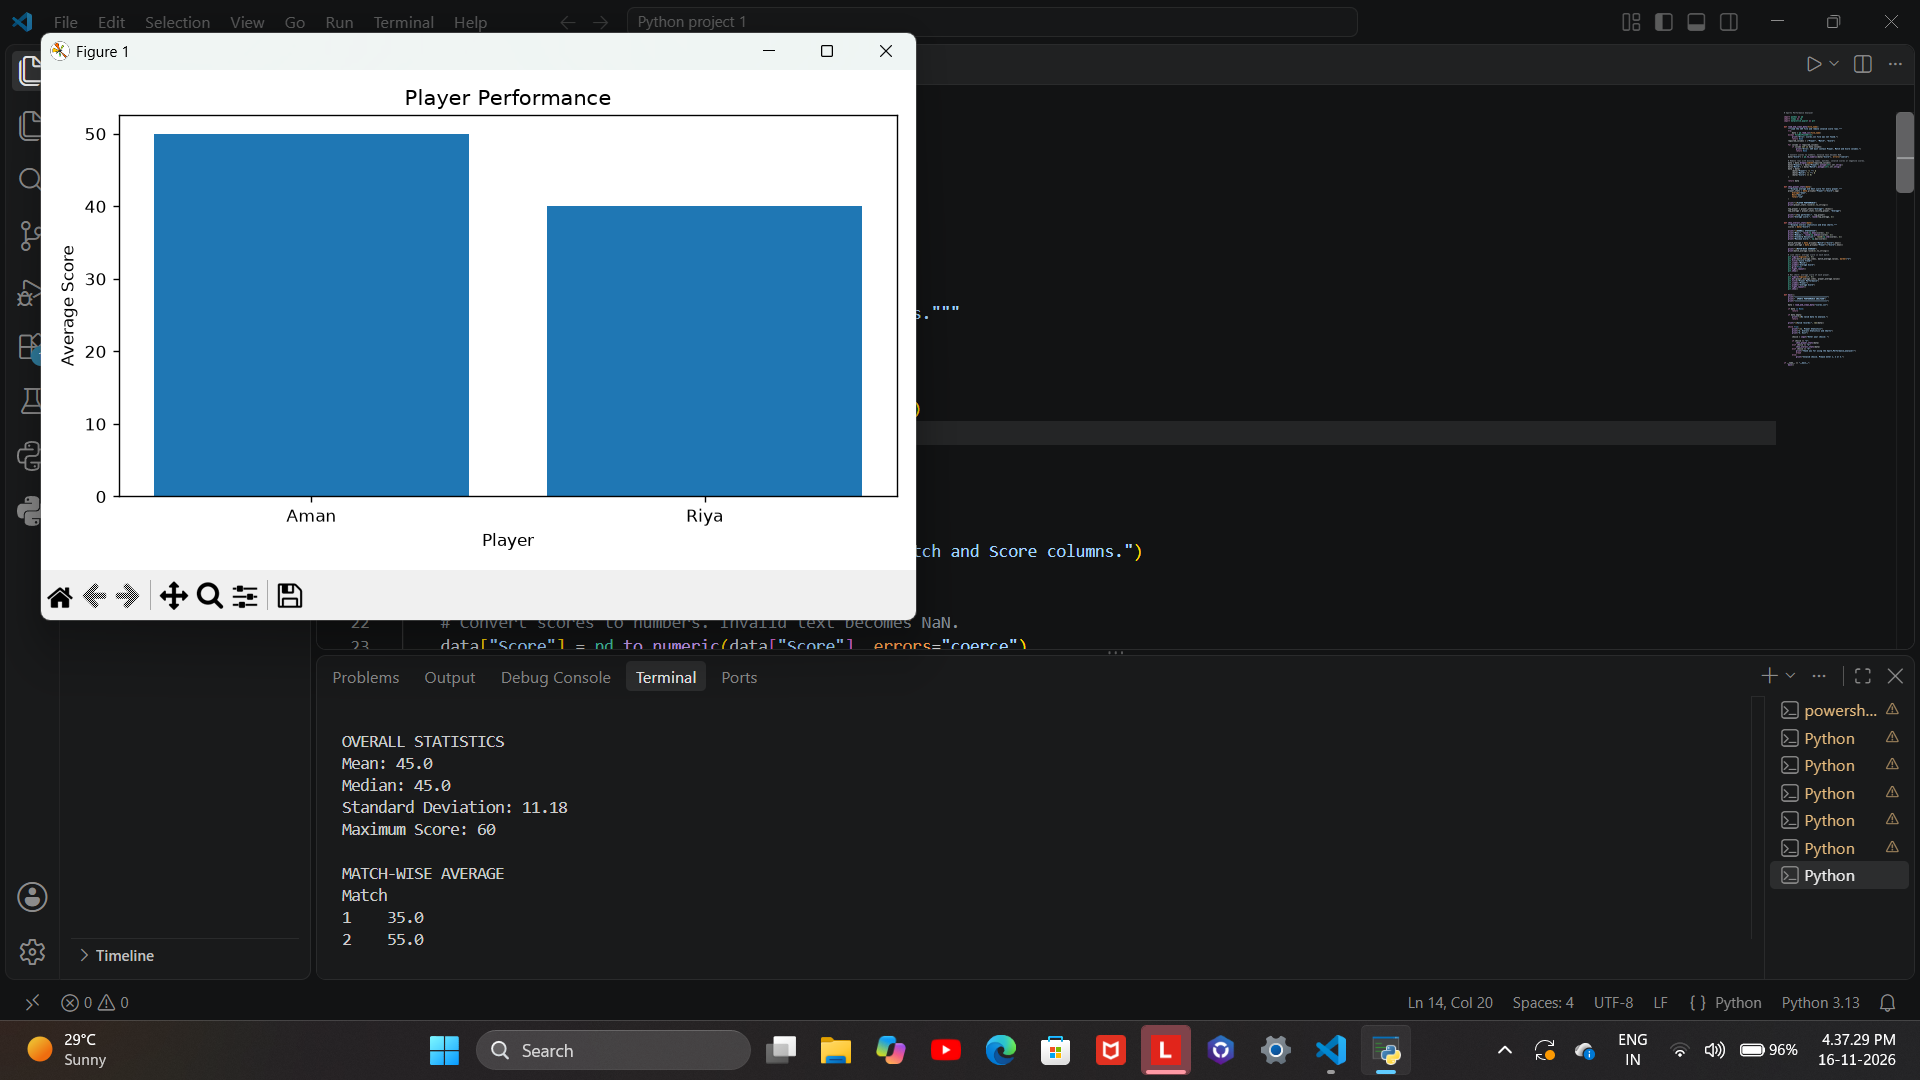 File Edit Selection View Go Run Terminal Help
Python project 1
Figure 1
Player Performance
50
40
30
20
10
0
Average Score
Aman Riya
Player
s."""
)
tch and Score columns.")
22 # Convert scores to numbers. Invalid text becomes NaN.
23 data["Score"] = pd.to_numeric(data["Score"], errors="coerce")
Problems Output Debug Console Terminal Ports
OVERALL STATISTICS
Mean: 45.0
Median: 45.0
Standard Deviation: 11.18
Maximum Score: 60
MATCH-WISE AVERAGE
Match
1 35.0
2 55.0
powersh...
Python
Python
Python
Python
Python
Python
Timeline
0 0
Ln 14, Col 20 Spaces: 4 UTF-8 LF { } Python Python 3.13
29°C
Sunny
Search
L
ENG
IN
96%
4.37.29 PM
16-11-2026